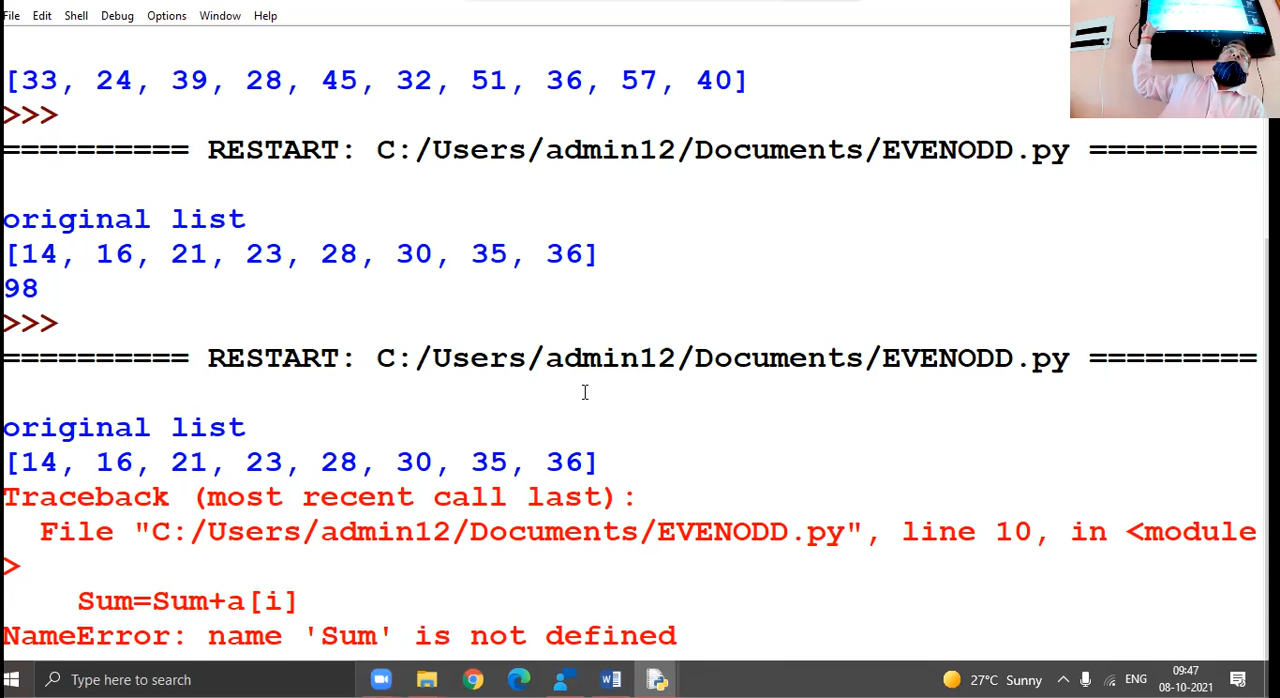 File Edit Shell Debug Options Window Help
[33, 24, 39, 28, 45, 32, 51, 36, 57, 40]
>>>
========== RESTART: C:/Users/admin12/Documents/EVENODD.py =========
original list
[14, 16, 21, 23, 28, 30, 35, 36]
98
>>>
========== RESTART: C:/Users/admin12/Documents/EVENODD.py =========
original list
[14, 16, 21, 23, 28, 30, 35, 36]
Traceback (most recent call last):
  File "C:/Users/admin12/Documents/EVENODD.py", line 10, in <module
>
    Sum=Sum+a[i]
NameError: name 'Sum' is not defined
Type here to search
27°C Sunny
ENG
09:47
08-10-2021